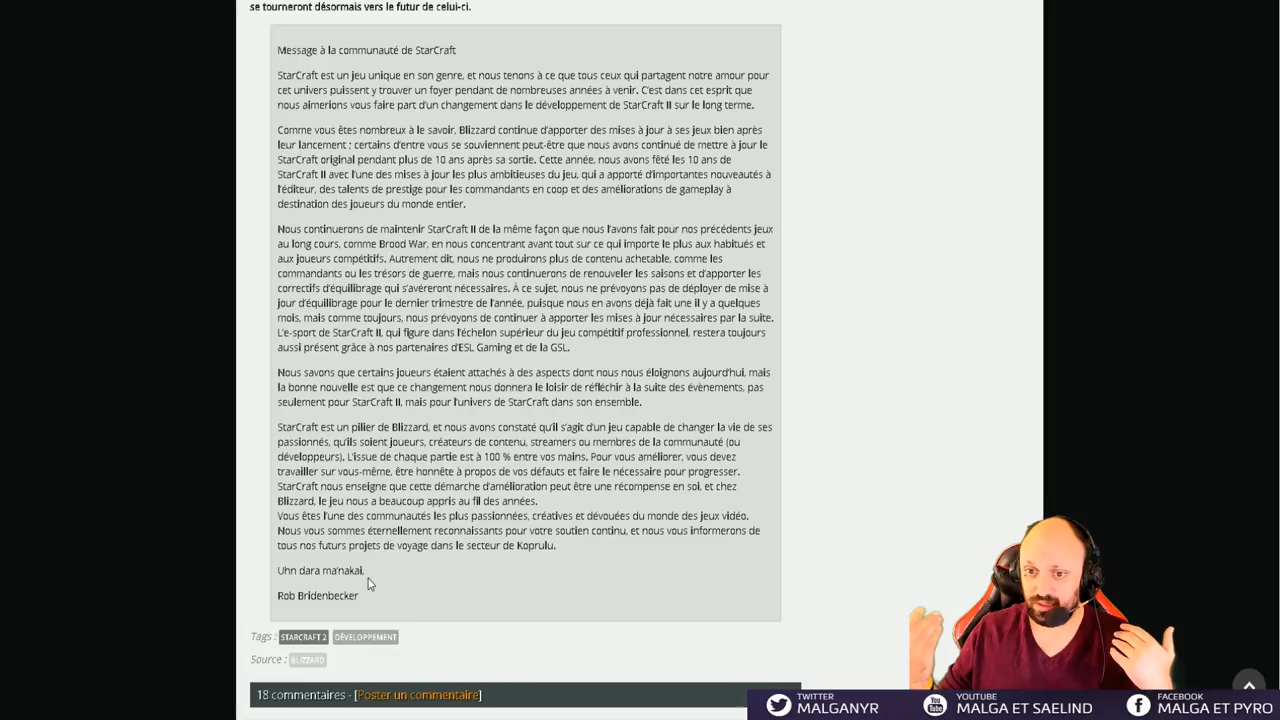 se tourneront désormais vers le futur de celui-ci.
Message à la communauté de StarCraft
StarCraft est un jeu unique en son genre, et nous tenons à ce que tous ceux qui partagent notre amour pour
cet univers puissent y trouver un foyer pendant de nombreuses années à venir. C'est dans cet esprit que
nous aimerions vous faire part d'un changement dans le développement de StarCraft II sur le long terme.
Comme vous êtes nombreux à le savoir, Blizzard continue d'apporter des mises à jour à ses jeux bien après
leur lancement ; certains d'entre vous se souviennent peut-être que nous avons continué de mettre à jour le
StarCraft original pendant plus de 10 ans après sa sortie. Cette année, nous avons fêté les 10 ans de
StarCraft II avec l'une des mises à jour les plus ambitieuses du jeu, qui a apporté d'importantes nouveautés à
l'éditeur, des talents de prestige pour les commandants en coop et des améliorations de gameplay à
destination des joueurs du monde entier.
Nous continuerons de maintenir StarCraft II de la même façon que nous l'avons fait pour nos précédents jeux
au long cours, comme Brood War, en nous concentrant avant tout sur ce qui importe le plus aux habitués et
aux joueurs compétitifs. Autrement dit, nous ne produirons plus de contenu achetable, comme les
commandants ou les trésors de guerre, mais nous continuerons de renouveler les saisons et d'apporter les
correctifs d'équilibrage qui s'avéreront nécessaires. À ce sujet, nous ne prévoyons pas de déployer de mise à
jour d'équilibrage pour le dernier trimestre de l'année, puisque nous en avons déjà fait une il y a quelques
mois, mais comme toujours, nous prévoyons de continuer à apporter les mises à jour nécessaires par la suite.
L'e-sport de StarCraft II, qui figure dans l'échelon supérieur du jeu compétitif professionnel, restera toujours
aussi présent grâce à nos partenaires d'ESL Gaming et de la GSL.
Nous savons que certains joueurs étaient attachés à des aspects dont nous nous éloignons aujourd'hui, mais
la bonne nouvelle est que ce changement nous donnera le loisir de réfléchir à la suite des évènements, pas
seulement pour StarCraft II, mais pour l'univers de StarCraft dans son ensemble.
StarCraft est un pilier de Blizzard, et nous avons constaté qu'il s'agit d'un jeu capable de changer la vie de ses
passionnés, qu'ils soient joueurs, créateurs de contenu, streamers ou membres de la communauté (ou
développeurs). L'issue de chaque partie est à 100 % entre vos mains. Pour vous améliorer, vous devez
travailler sur vous-même, être honnête à propos de vos défauts et faire le nécessaire pour progresser.
StarCraft nous enseigne que cette démarche d'amélioration peut être une récompense en soi, et chez
Blizzard, le jeu nous a beaucoup appris au fil des années.
Vous êtes l'une des communautés les plus passionnées, créatives et dévouées du monde des jeux vidéo.
Nous vous sommes éternellement reconnaissants pour votre soutien continu, et nous vous informerons de
tous nos futurs projets de voyage dans le secteur de Koprulu.
Uhn dara ma'nakai,
Rob Bridenbecker
Tags : STARCRAFT 2 DÉVELOPPEMENT
Source : BLIZZARD
18 commentaires - [Poster un commentaire]
TWITTER
MALGANYR
YOUTUBE
MALGA ET SAELIND
FACEBOOK
MALGA ET PYRO